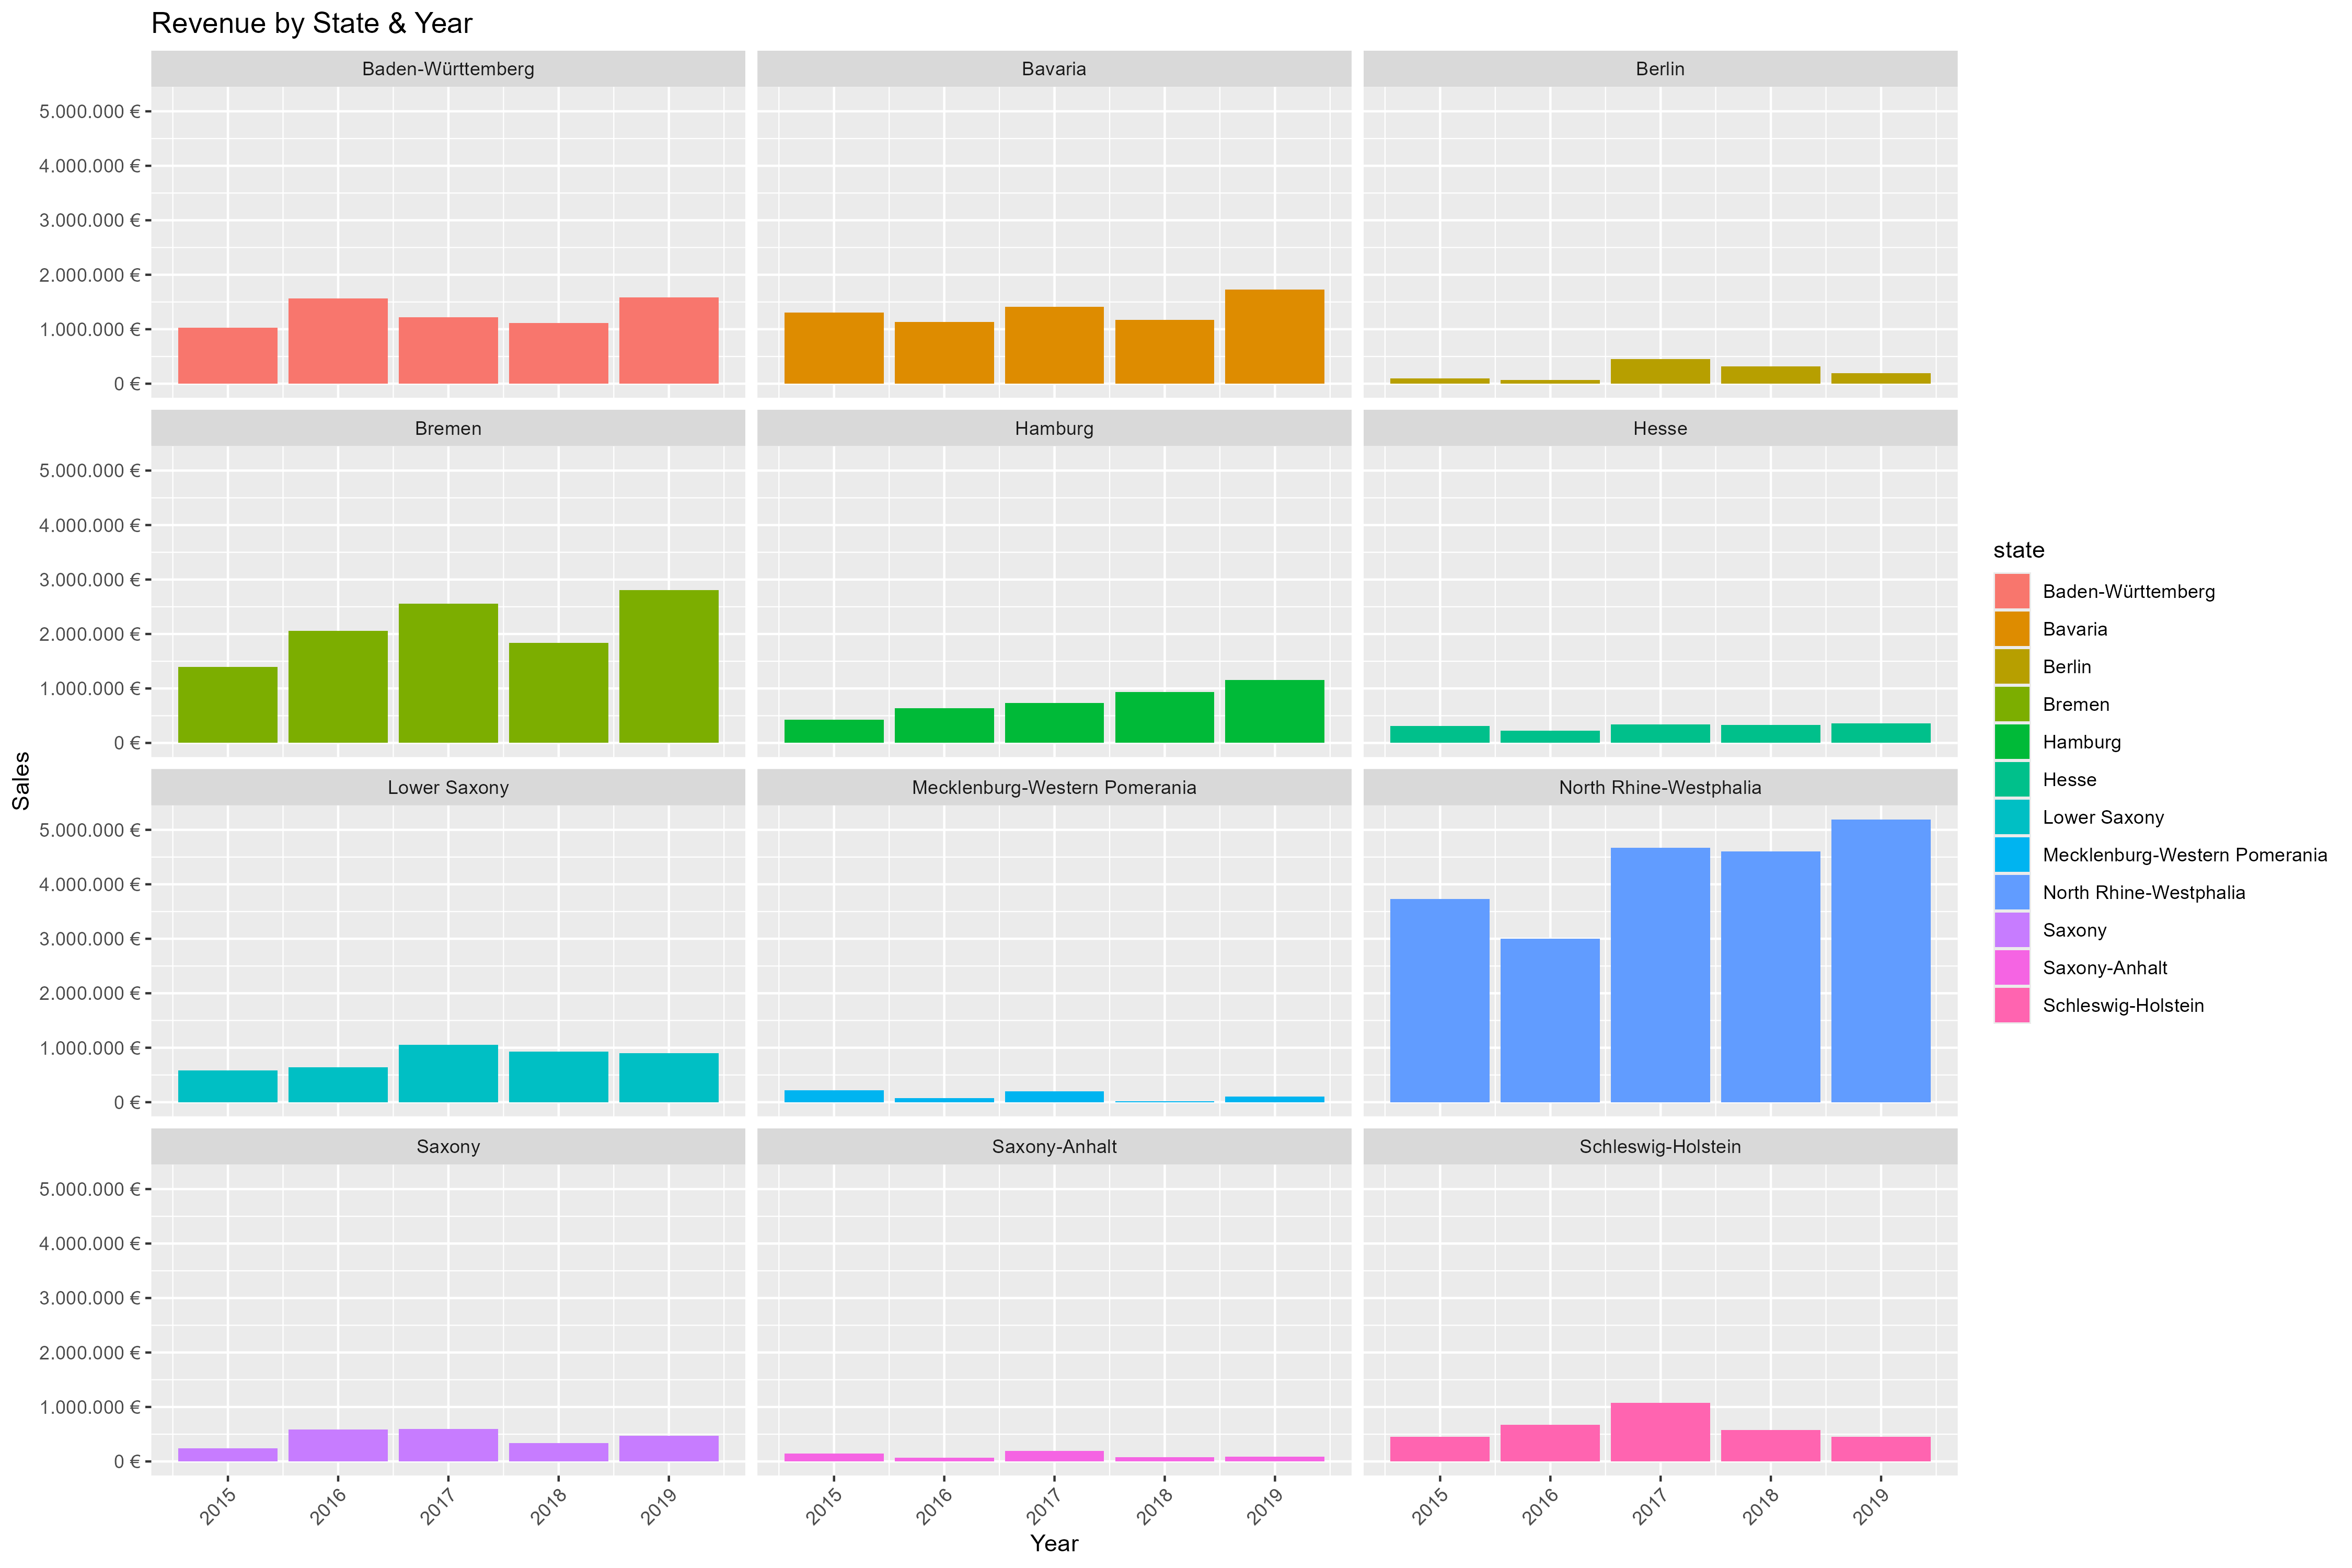 Revenue by State & Year
Baden-Württemberg
Bavaria
Berlin
5.000.000 €
4.000.000 €
3.000.000 €
2.000.000 €
1.000.000 €
0 €
Bremen
Hamburg
Hesse
5.000.000 €
4.000.000 €
3.000.000 €
2.000.000 €
1.000.000 €
0 €
Lower Saxony
Mecklenburg-Western Pomerania
North Rhine-Westphalia
5.000.000 €
4.000.000 €
3.000.000 €
2.000.000 €
1.000.000 €
0 €
Saxony
Saxony-Anhalt
Schleswig-Holstein
5.000.000 €
4.000.000 €
3.000.000 €
2.000.000 €
1.000.000 €
0 €
2015 2016 2017 2018 2019
2015 2016 2017 2018 2019
2015 2016 2017 2018 2019
Year
Sales
state
Baden-Württemberg
Bavaria
Berlin
Bremen
Hamburg
Hesse
Lower Saxony
Mecklenburg-Western Pomerania
North Rhine-Westphalia
Saxony
Saxony-Anhalt
Schleswig-Holstein